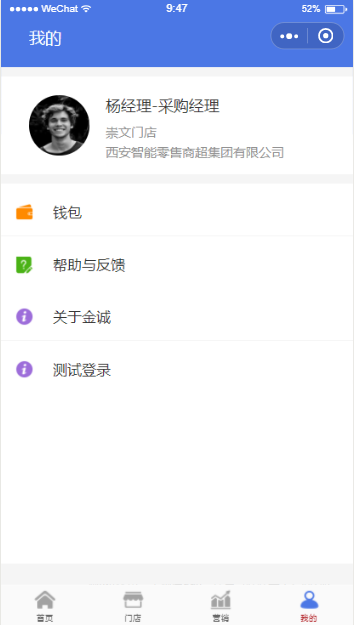 WeChat 9:47 52%
我的
杨经理-采购经理
崇文门店
西安智能零售商超集团有限公司
钱包
帮助与反馈
关于金诚
测试登录
首页 门店 营销 我的